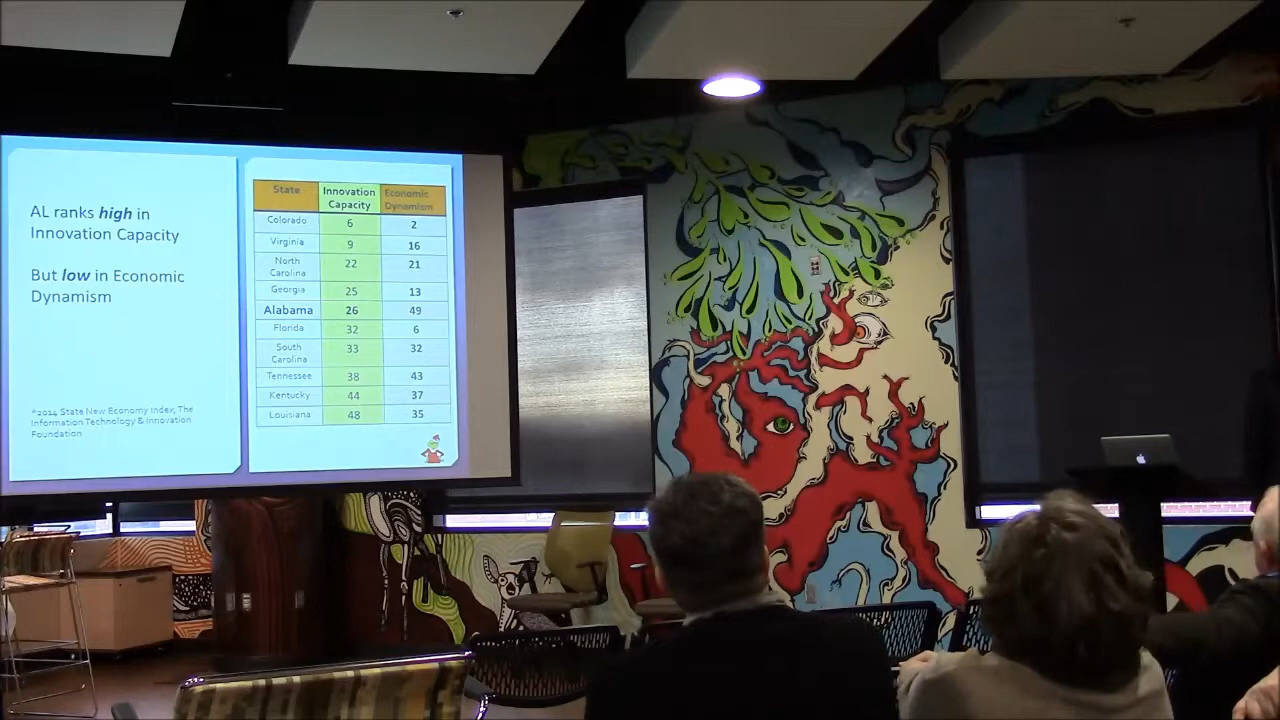 AL ranks high in
Innovation Capacity
But low in Economic
Dynamism
*2014 State New Economy Index, The
Information Technology & Innovation
Foundation
State Innovation Capacity Economic Dynamism
Colorado 6 2
Virginia 9 16
North Carolina 22 21
Georgia 25 13
Alabama 26 49
Florida 32 6
South Carolina 33 32
Tennessee 38 43
Kentucky 44 37
Louisiana 48 35